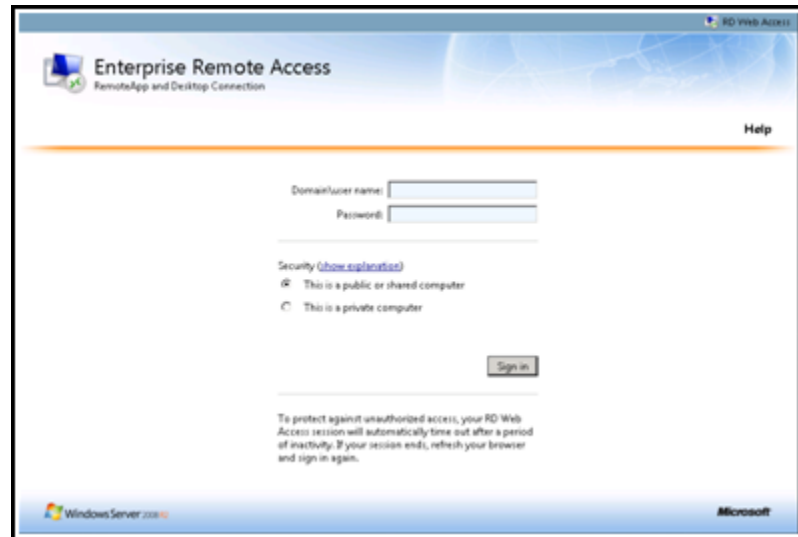 RD Web Access
Enterprise Remote Access
RemoteApp and Desktop Connection
Help
Domain\user name:
Password:
Security (show explanation)
This is a public or shared computer
This is a private computer
Sign in
To protect against unauthorized access, your RD Web
Access session will automatically time out after a period
of inactivity. If your session ends, refresh your browser
and sign in again.
Windows Server 2008 R2
Microsoft